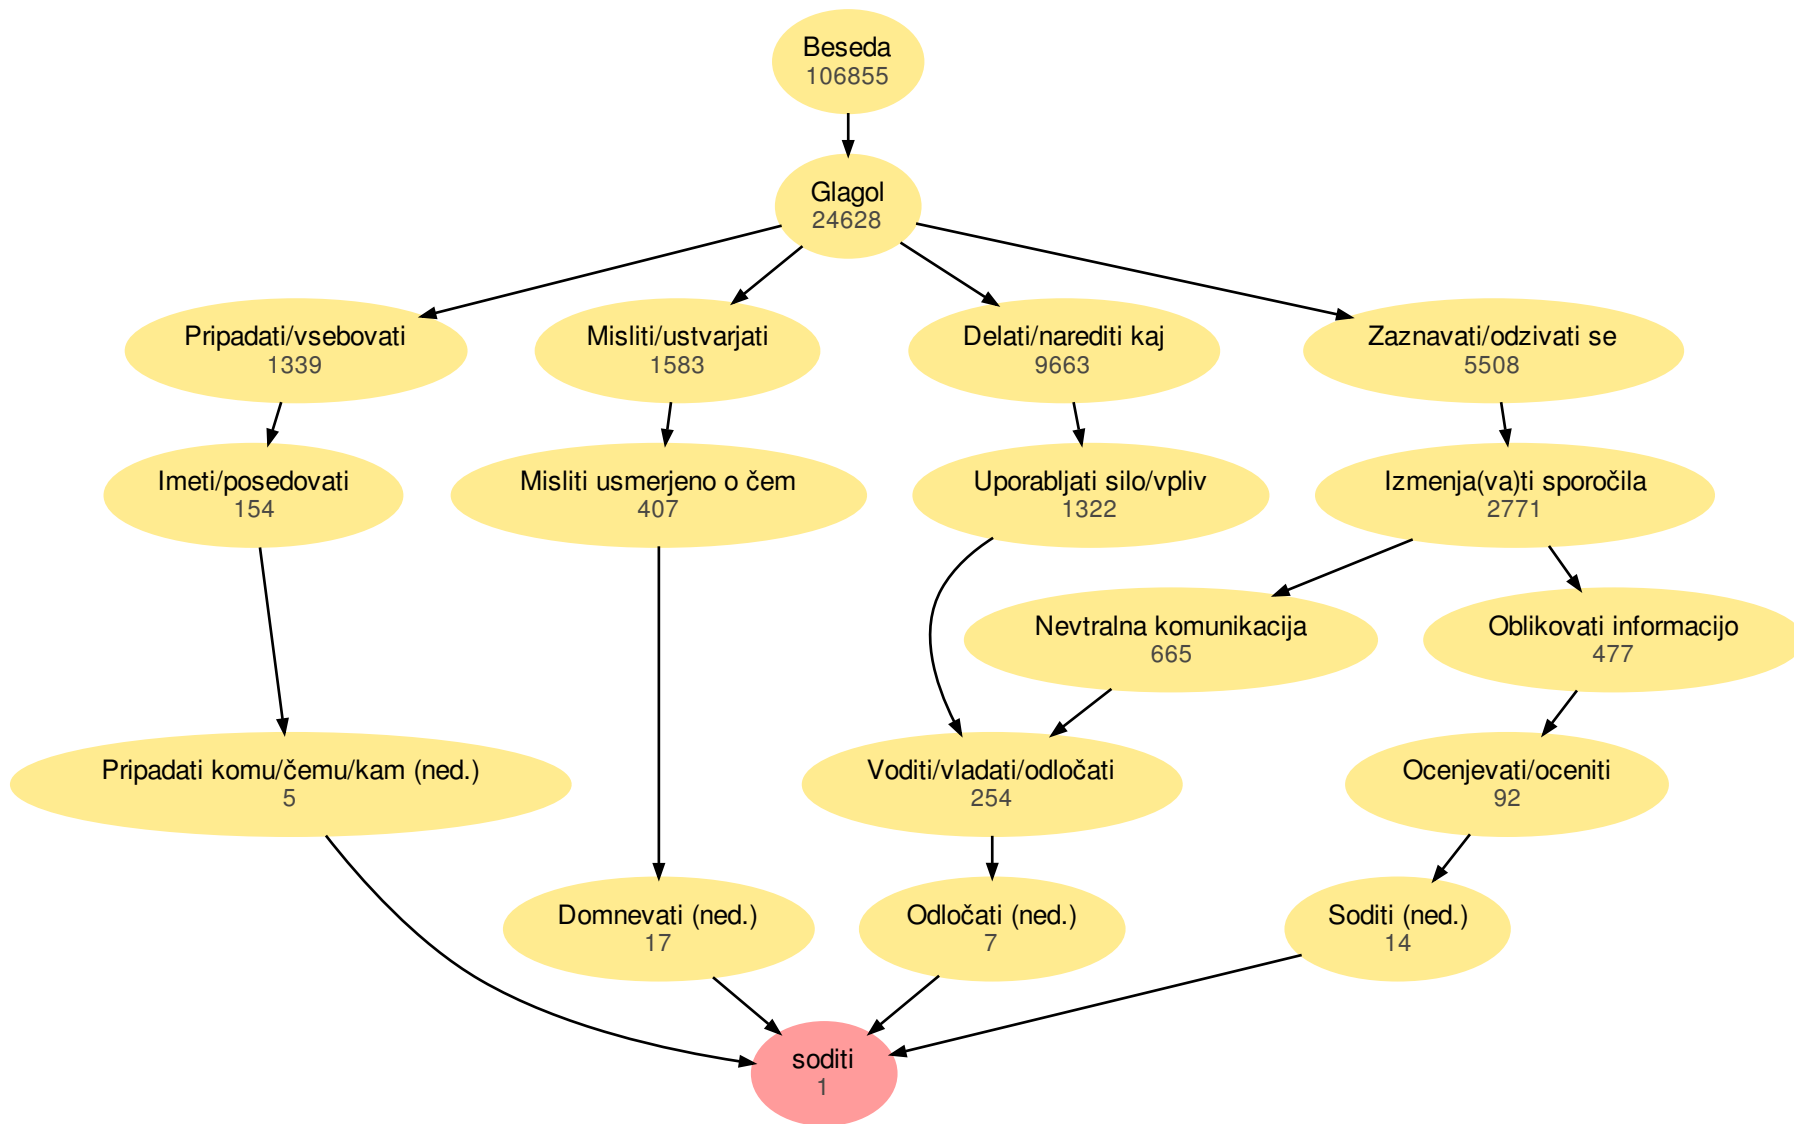 Beseda
106855
Glagol
24628
Pripadati/vsebovati
1339
Misliti/ustvarjati
1583
Delati/narediti kaj
9663
Zaznavati/odzivati se
5508
Imeti/posedovati
154
Misliti usmerjeno o čem
407
Uporabljati silo/vpliv
1322
Izmenja(va)ti sporočila
2771
Nevtralna komunikacija
665
Oblikovati informacijo
477
Pripadati komu/čemu/kam (ned.)
5
Voditi/vladati/odločati
254
Ocenjevati/oceniti
92
Domnevati (ned.)
17
Odločati (ned.)
7
Soditi (ned.)
14
soditi
1